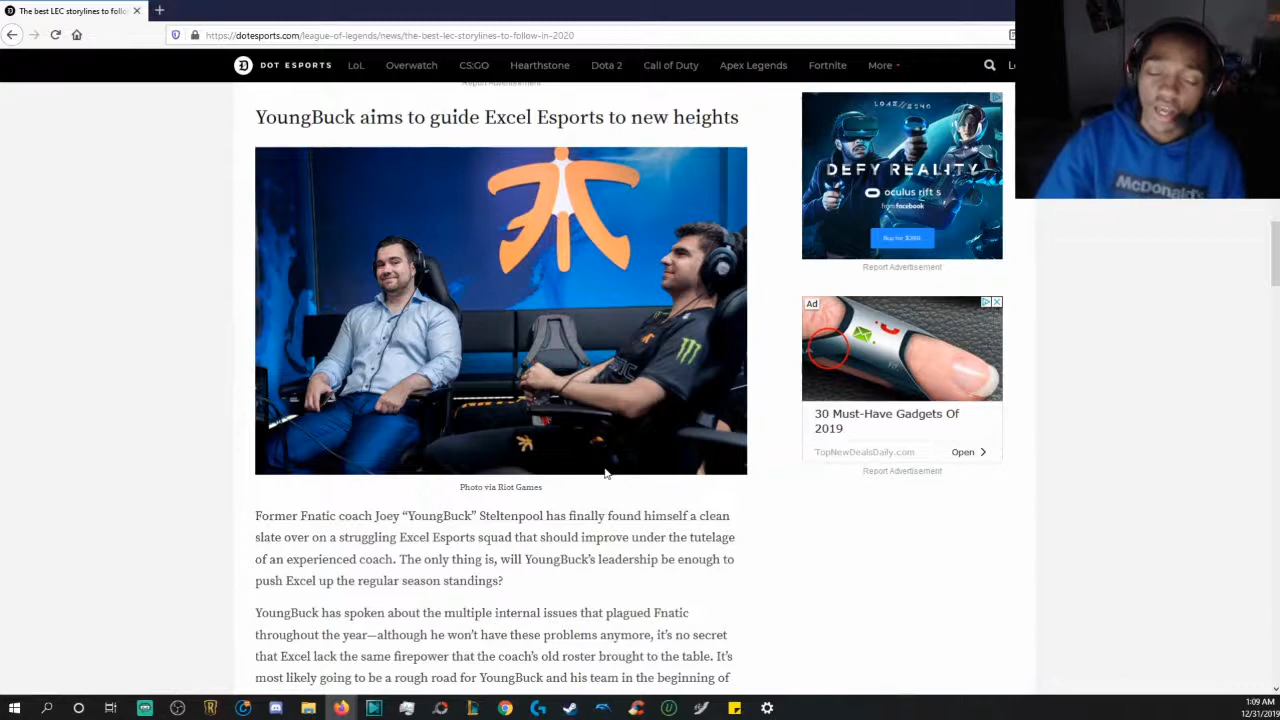 The best LEC storylines to follo
https://dotesports.com/league-of-legends/news/the-best-lec-storylines-to-follow-in-2020
DOT ESPORTS LoL Overwatch CS:GO Hearthstone Dota 2 Call of Duty Apex Legends Fortnite More
Report Advertisement
YoungBuck aims to guide Excel Esports to new heights
DEFY REALITY
oculus rift s
from facebook
Buy for $399
Report Advertisement
McDonald's
Ad
30 Must-Have Gadgets Of
2019
TopNewDealsDaily.com Open
Report Advertisement
Photo via Riot Games
Former Fnatic coach Joey “YoungBuck” Steltenpool has finally found himself a clean
slate over on a struggling Excel Esports squad that should improve under the tutelage
of an experienced coach. The only thing is, will YoungBuck’s leadership be enough to
push Excel up the regular season standings?
YoungBuck has spoken about the multiple internal issues that plagued Fnatic
throughout the year—although he won’t have these problems anymore, it’s no secret
that Excel lack the same firepower that the coach’s old roster brought to the table. It’s
most likely going to be a rough road for YoungBuck and his team in the beginning of
1:09 AM
12/31/2019